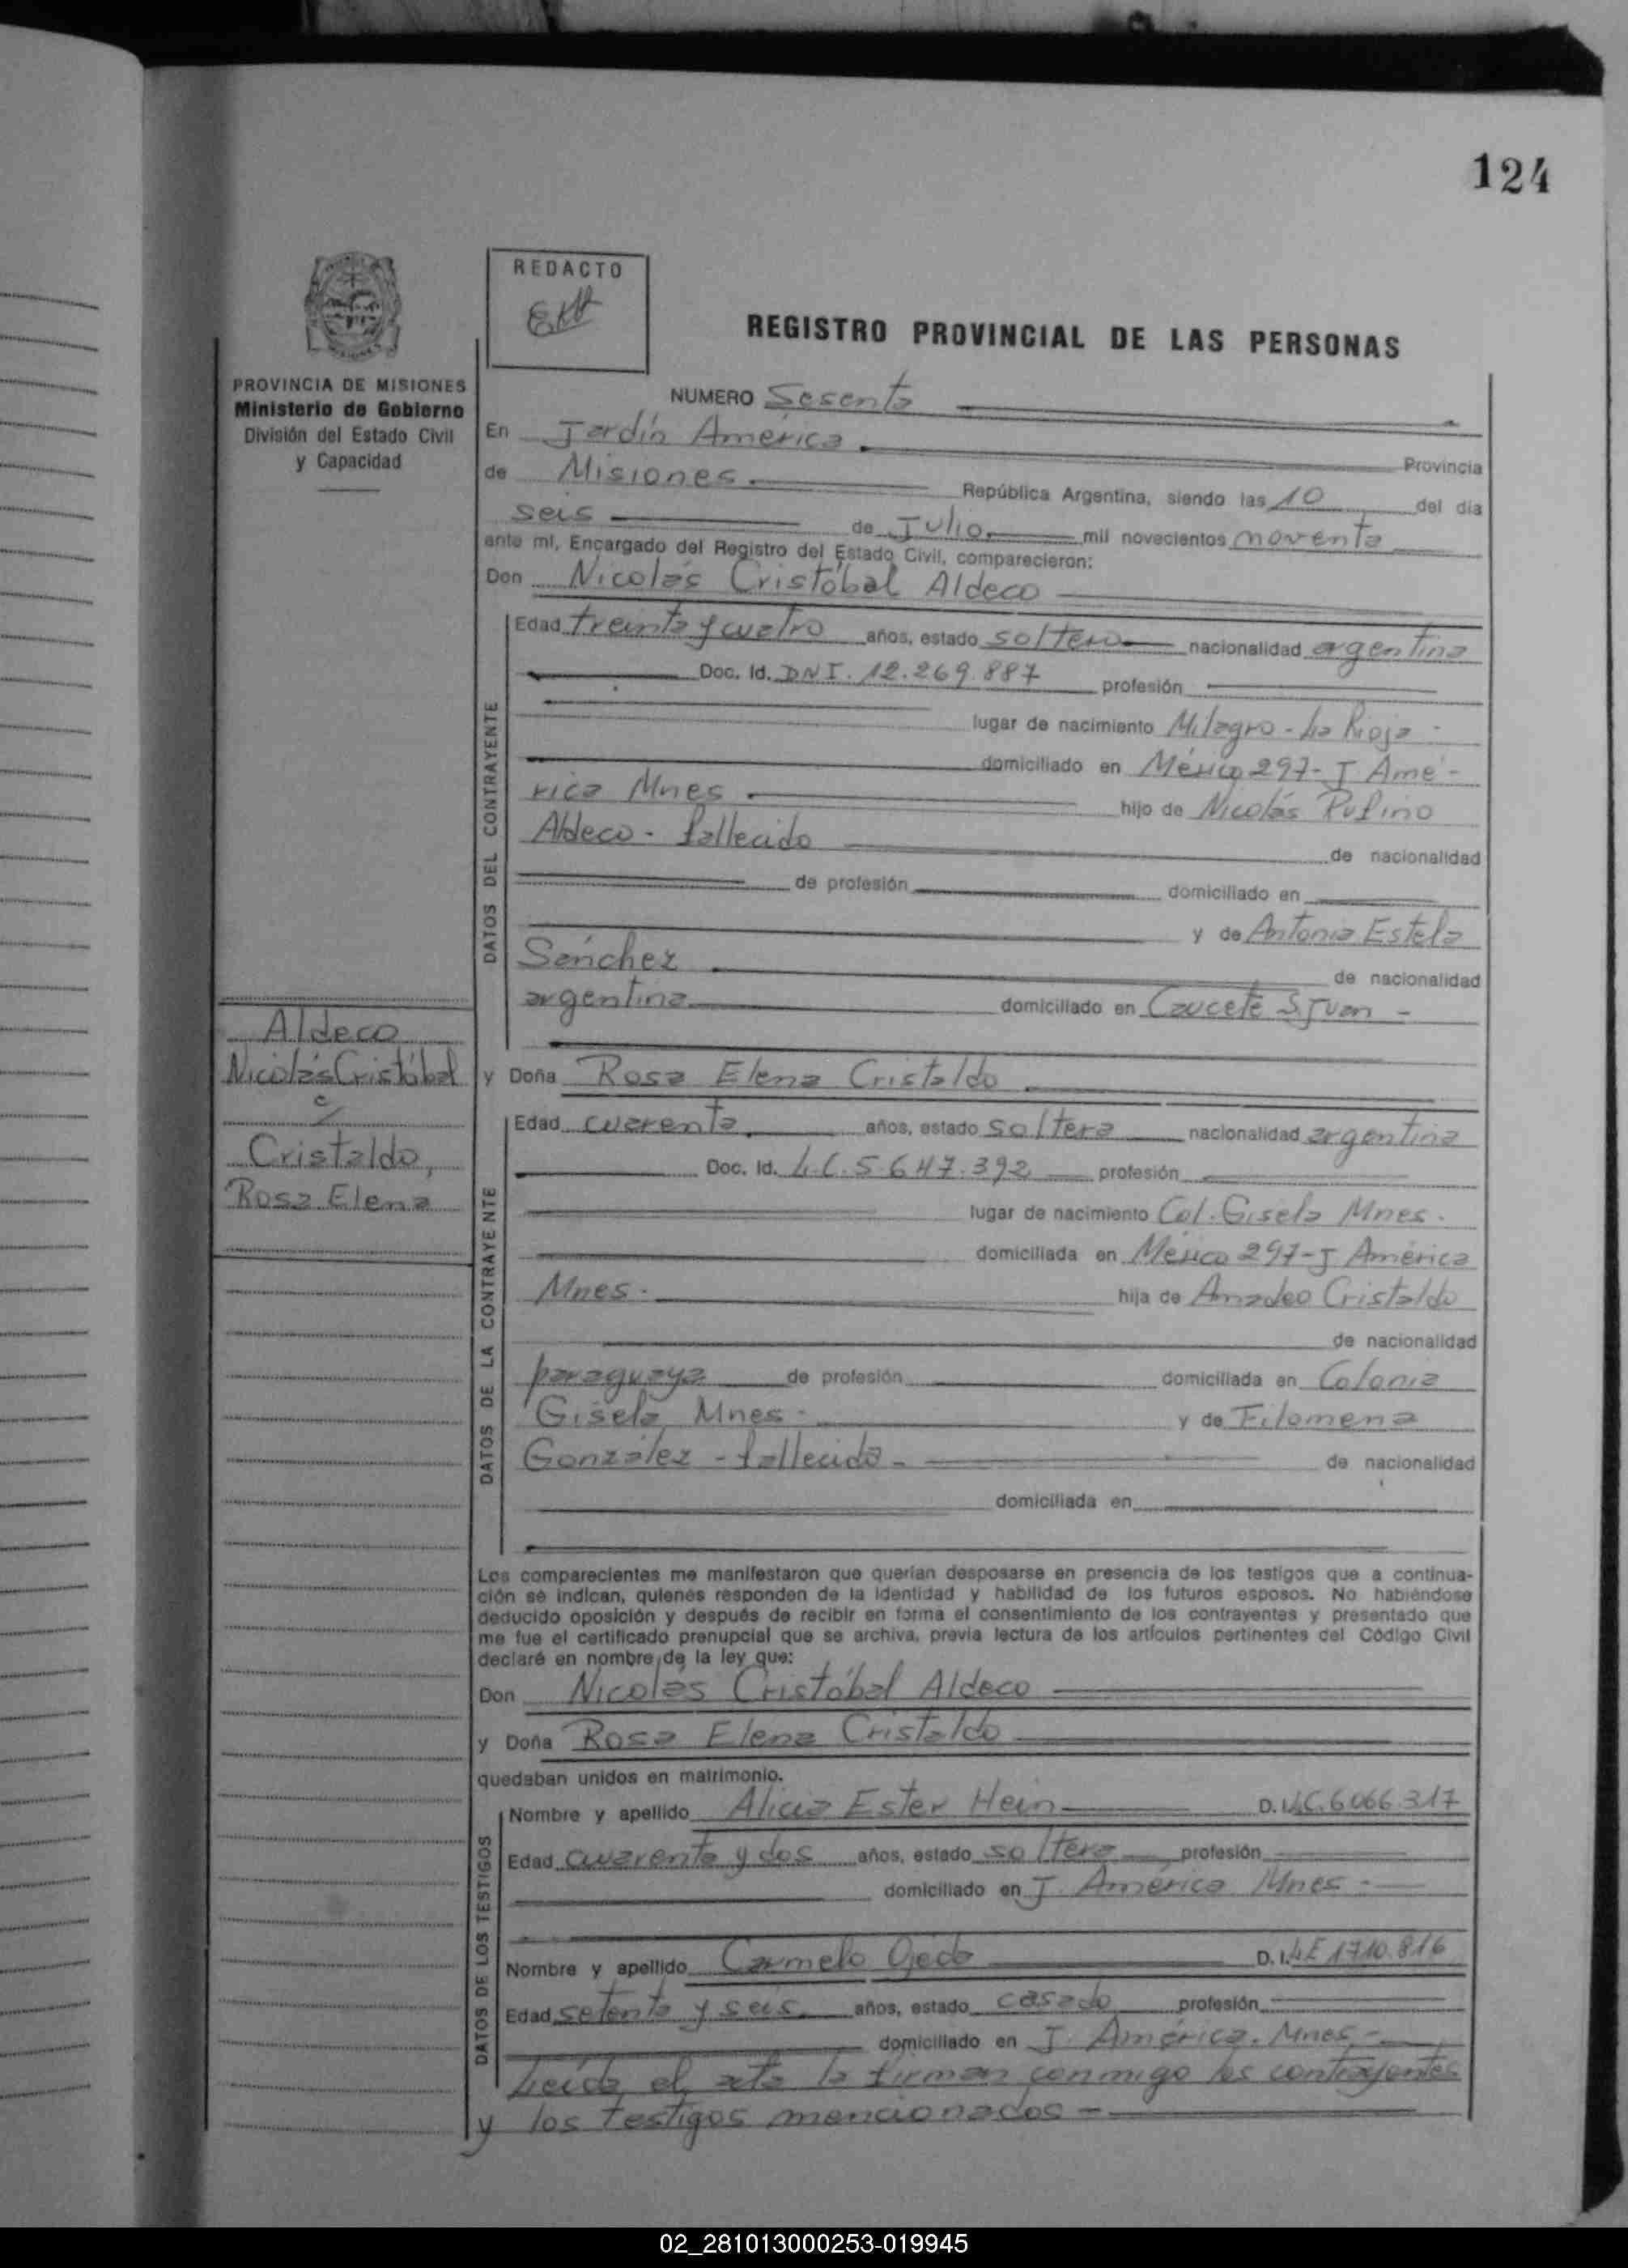 124
REDACTO
REGISTRO PROVINCIAL DE LAS PERSONAS
PROVINCIA DE MISIONES
Ministerio de Gobierno
División del Estado Civil
y Capacidad
NUMERO Sesenta
En Jardín América Provincia
de Misiones República Argentina, siendo las 10 del día
seis de Julio mil novecientos noventa
ante mí, Encargado del Registro del Estado Civil, comparecieron:
Don Nicolás Cristóbal Aldeco
DATOS DEL CONTRAYENTE
Edad treinta y cuatro años, estado soltero nacionalidad argentina
Doc. Id. DNI. 12.269.887 profesión
lugar de nacimiento Milagro - La Rioja -
domiciliado en México 297- J Amé-
rica Mnes hijo de Nicolás Rufino
Aldeco - fallecido de nacionalidad
de profesión domiciliado en
y de Antonia Estela
Sánchez de nacionalidad
argentina domiciliado en Caucete S. Juan -
Aldeco
Nicolás Cristóbal
c/
Cristaldo,
Rosa Elena
y Doña Rosa Elena Cristaldo
DATOS DE LA CONTRAYENTE
Edad cuarenta años, estado soltera nacionalidad argentina
Doc. Id. L.C. 5.647.392 profesión
lugar de nacimiento Col. Gisela Mnes.
domiciliada en México 297-J América
Mnes. hija de Amadeo Cristaldo
de nacionalidad
paraguaya de profesión domiciliada en Colonia
Gisela Mnes - y de Filomena
González - fallecida - de nacionalidad
domiciliada en
Los comparecientes me manifestaron que querían desposarse en presencia de los testigos que a continua-
ción se indican, quienes responden de la identidad y habilidad de los futuros esposos. No habiéndose
deducido oposición y después de recibir en forma el consentimiento de los contrayentes y presentado que
me fue el certificado prenupcial que se archiva, previa lectura de los artículos pertinentes del Código Civil
declaré en nombre de la ley que:
Don Nicolás Cristóbal Aldeco
y Doña Rosa Elena Cristaldo
quedaban unidos en matrimonio.
DATOS DE LOS TESTIGOS
Nombre y apellido Alicia Ester Hein D.I. L.C. 6.066.317
Edad cuarenta y dos años, estado soltera profesión
domiciliado en J. América Mnes -
Nombre y apellido Carmelo Ojeda D.I. LE 1710.816
Edad setenta y seis años, estado casado profesión
domiciliado en J. América. Mnes -
Leída el acta la firman conmigo los contrayentes
y los testigos mencionados -
02_281013000253-019945